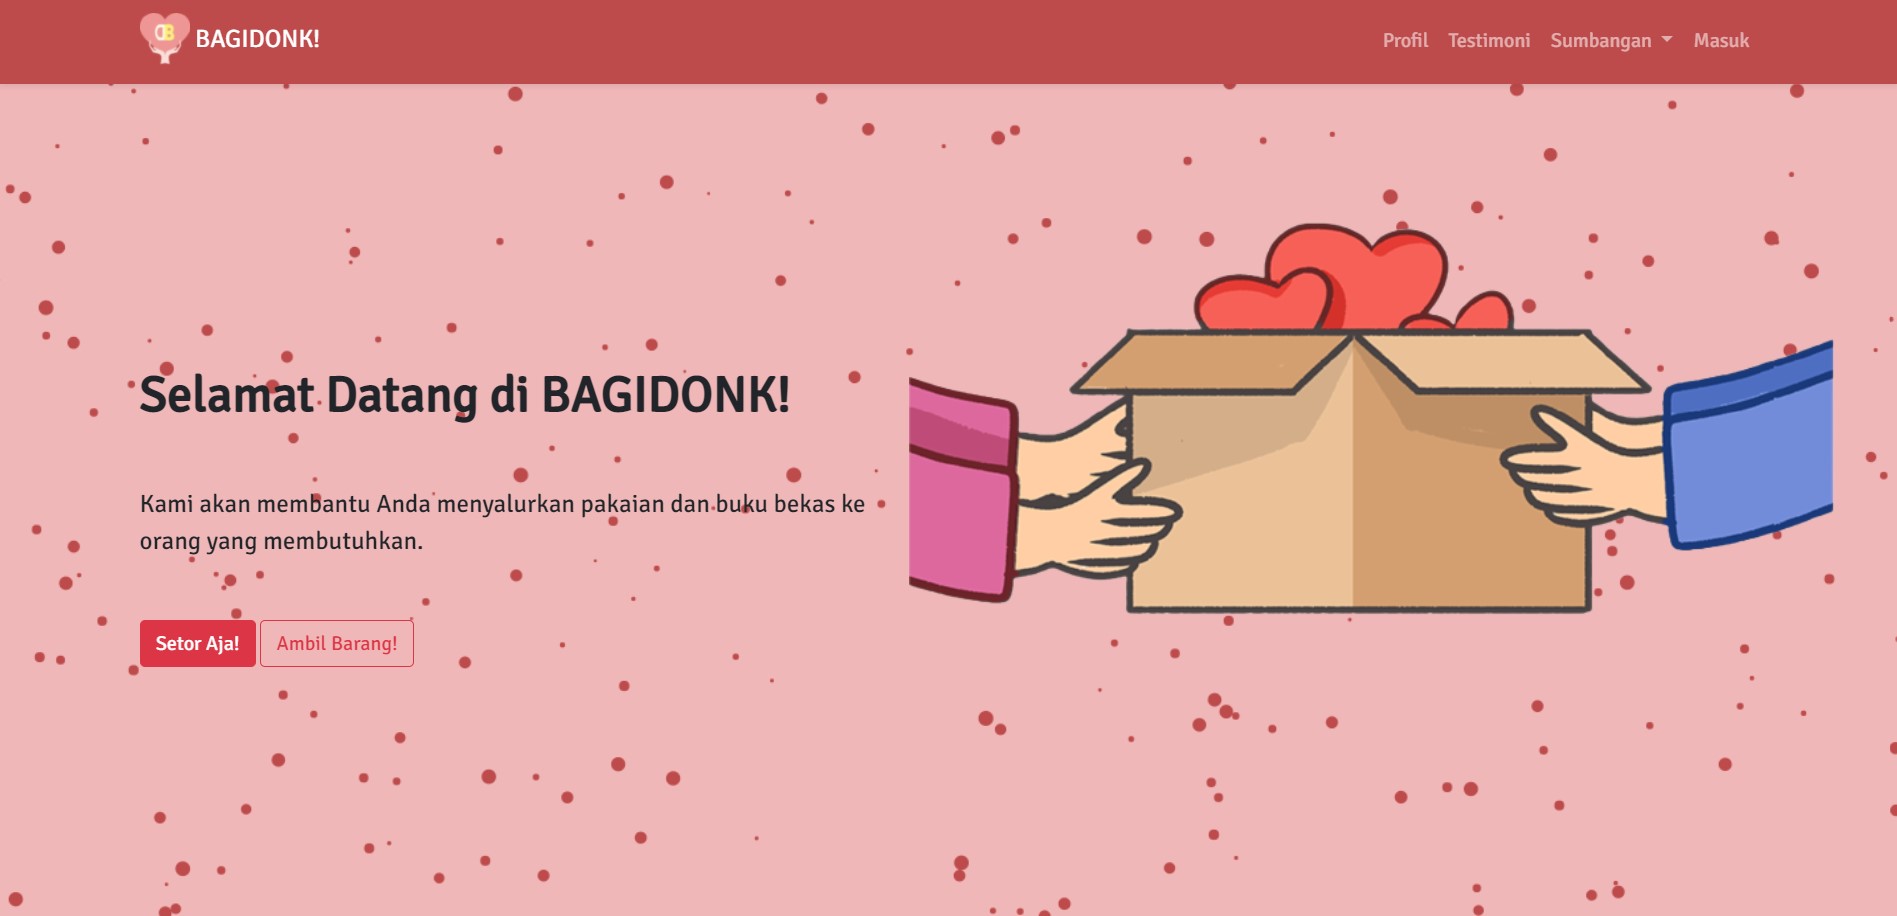 BAGIDONK!
Profil Testimoni Sumbangan Masuk
Selamat Datang di BAGIDONK!
Kami akan membantu Anda menyalurkan pakaian dan buku bekas ke
orang yang membutuhkan.
Setor Aja! Ambil Barang!